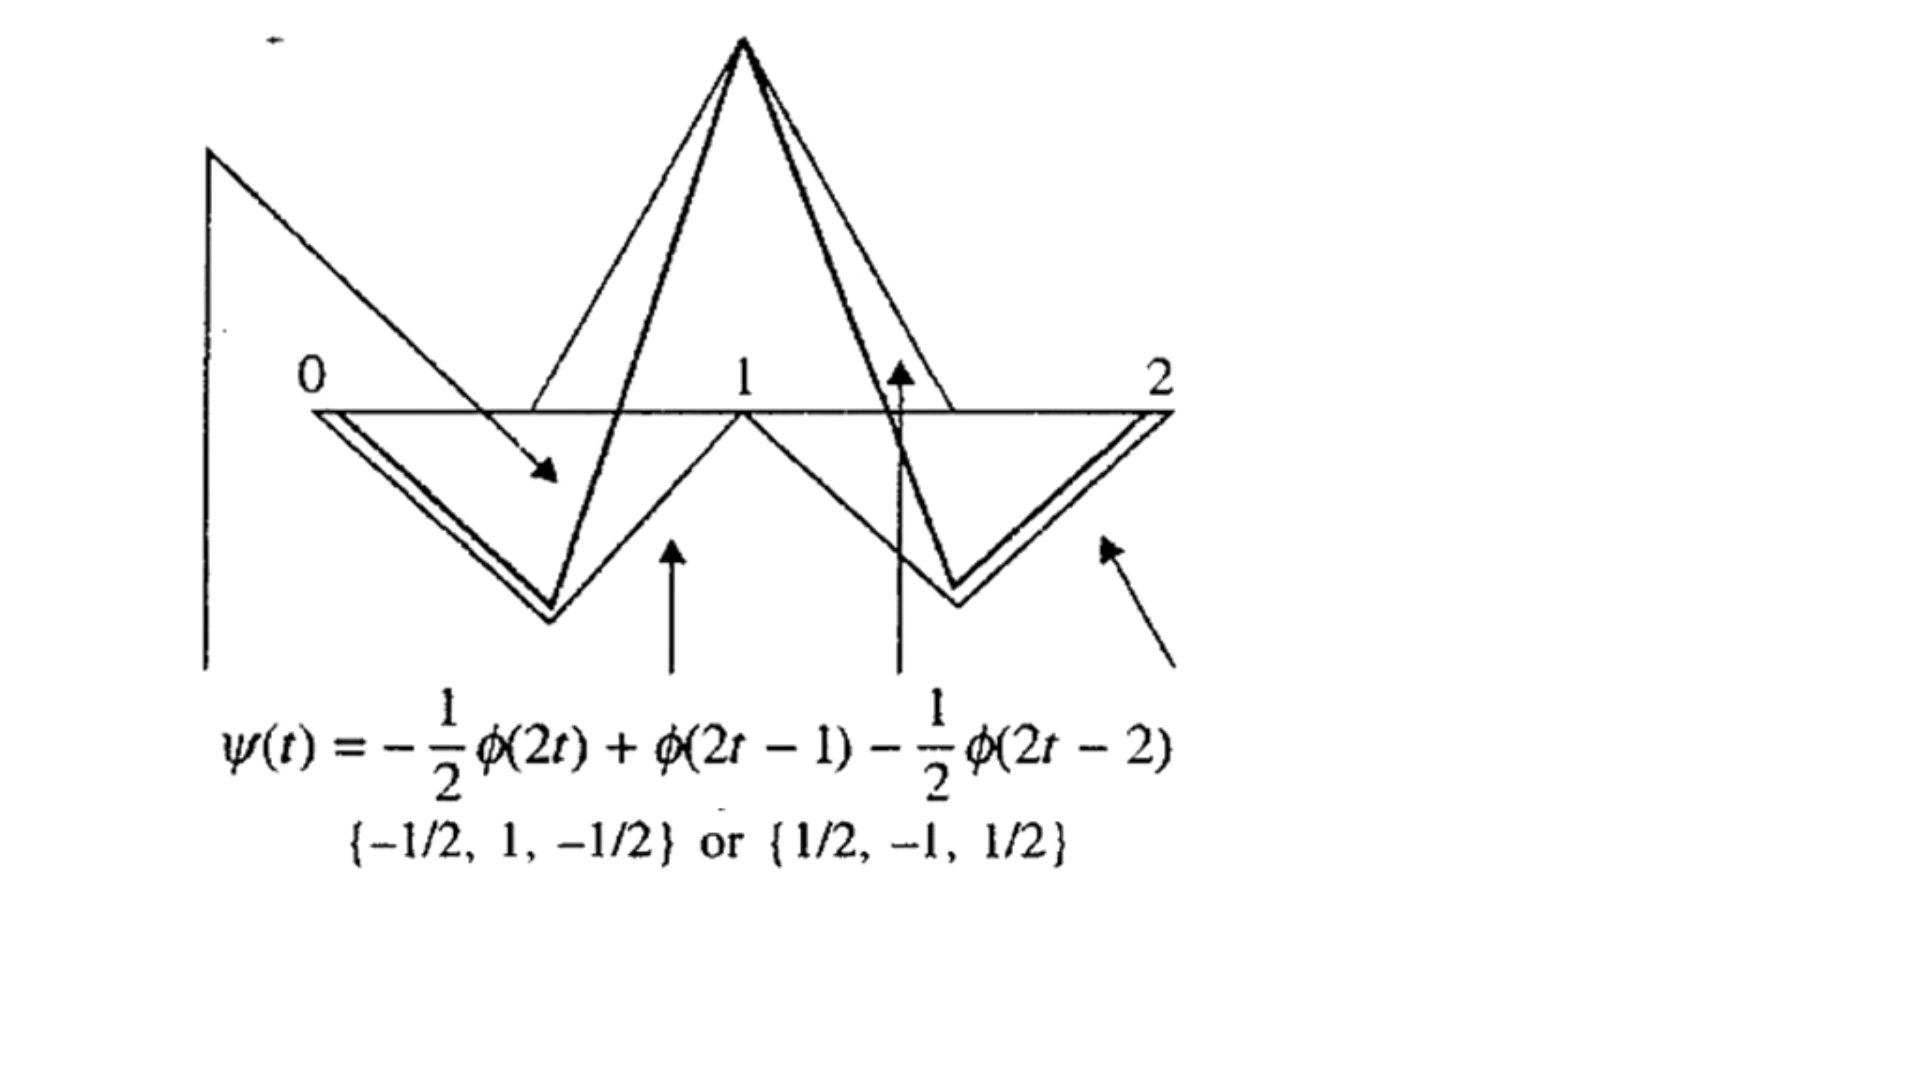 0 1 2
ψ(t) = − 1/2 ϕ(2t) + ϕ(2t − 1) − 1/2 ϕ(2t − 2)
{−1/2, 1, −1/2} or {1/2, −1, 1/2}